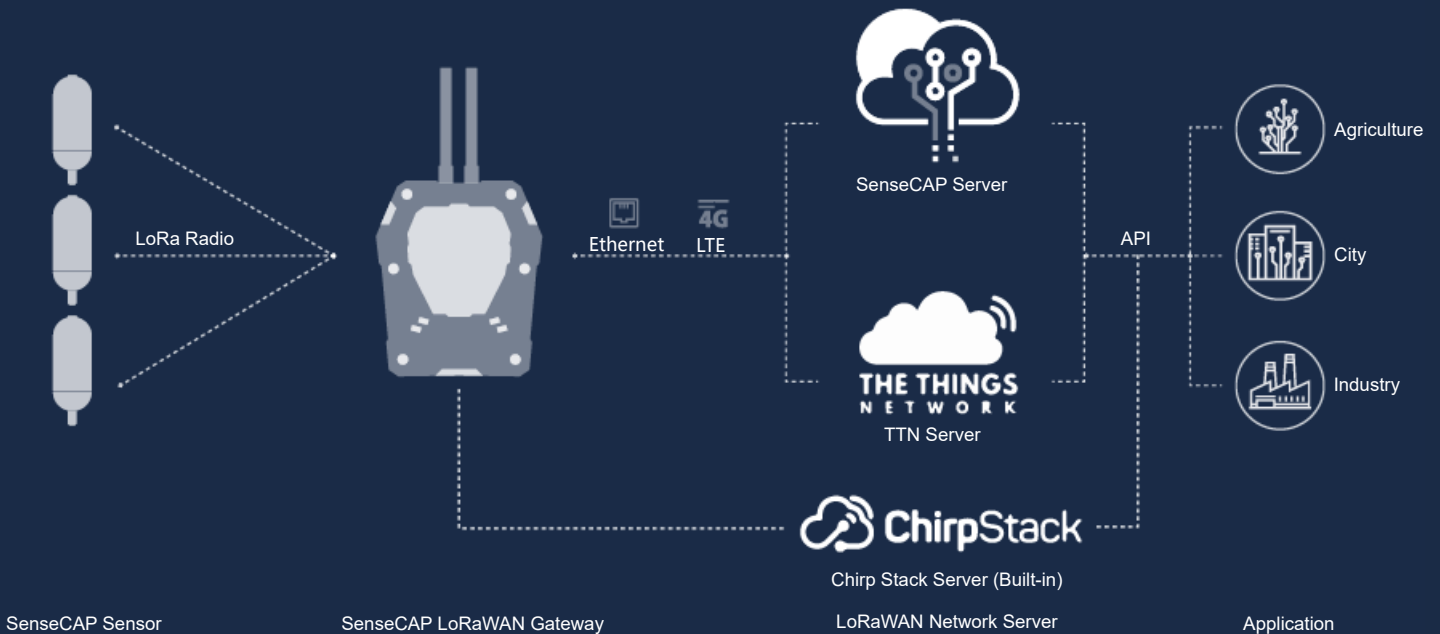 SenseCAP Server
Agriculture
LoRa Radio
4G
Ethernet
LTE
API
City
THE THINGS
NETWORK
TTN Server
Industry
ChirpStack
Chirp Stack Server (Built-in)
SenseCAP Sensor
SenseCAP LoRaWAN Gateway
LoRaWAN Network Server
Application